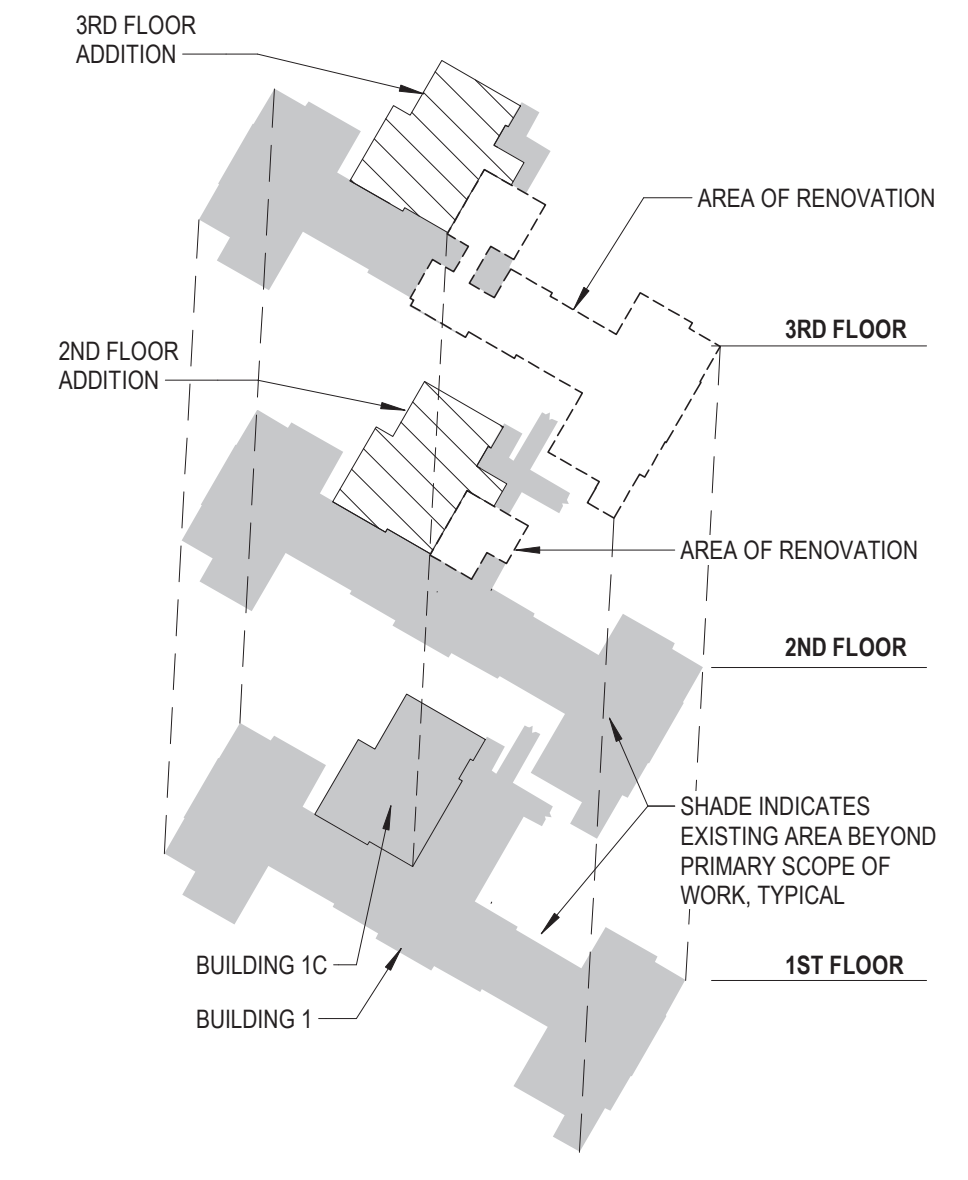 3RD FLOOR
ADDITION
AREA OF RENOVATION
3RD FLOOR
2ND FLOOR
ADDITION
AREA OF RENOVATION
2ND FLOOR
SHADE INDICATES
EXISTING AREA BEYOND
PRIMARY SCOPE OF
WORK, TYPICAL
BUILDING 1C
1ST FLOOR
BUILDING 1